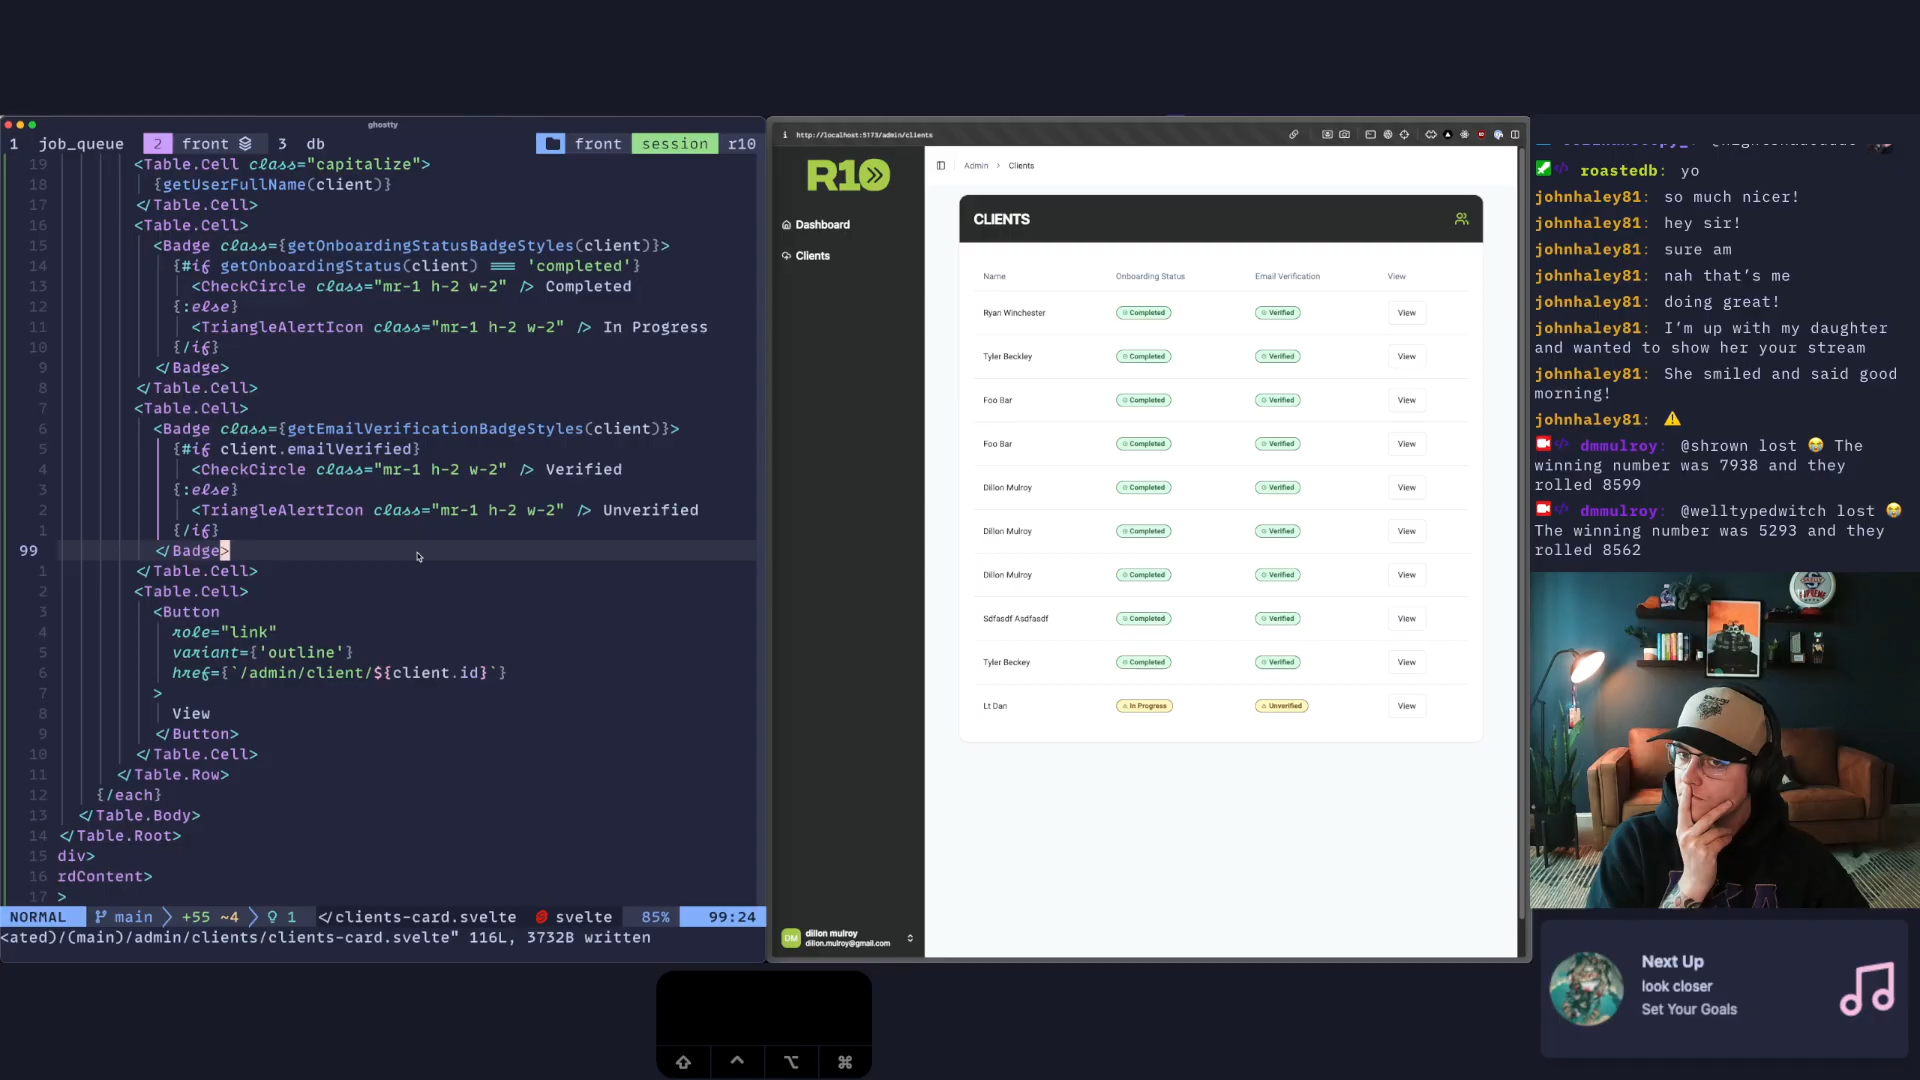 ghostty
1 job_queue 2 front 3 db front session r10
19 <Table.Cell class="capitalize">
18 {getUserFullName(client)}
17 </Table.Cell>
16 <Table.Cell>
15 <Badge class={getOnboardingStatusBadgeStyles(client)}>
14 {#if getOnboardingStatus(client) === 'completed'}
13 <CheckCircle class="mr-1 h-2 w-2" /> Completed
12 {:else}
11 <TriangleAlertIcon class="mr-1 h-2 w-2" /> In Progress
10 {/if}
9 </Badge>
8 </Table.Cell>
7 <Table.Cell>
6 <Badge class={getEmailVerificationBadgeStyles(client)}>
5 {#if client.emailVerified}
4 <CheckCircle class="mr-1 h-2 w-2" /> Verified
3 {:else}
2 <TriangleAlertIcon class="mr-1 h-2 w-2" /> Unverified
1 {/if}
99 </Badge>
1 </Table.Cell>
2 <Table.Cell>
3 <Button
4 role="link"
5 variant={'outline'}
6 href={`/admin/client/${client.id}`}
7 >
8 View
9 </Button>
10 </Table.Cell>
11 </Table.Row>
12 {/each}
13 </Table.Body>
14 </Table.Root>
15 div>
16 rdContent>
17 >
NORMAL main +55 ~4 1 </clients-card.svelte svelte 85% 99:24
<ated)/(main)/admin/clients/clients-card.svelte" 116L, 3732B written
http://localhost:5173/admin/clients
R10
Dashboard
Clients
dillon mulroy
dillon.mulroy@gmail.com
DM
Admin > Clients
CLIENTS
Name Onboarding Status Email Verification View
Ryan Winchester Completed Verified View
Tyler Beckley Completed Verified View
Foo Bar Completed Verified View
Foo Bar Completed Verified View
Dillon Mulroy Completed Verified View
Dillon Mulroy Completed Verified View
Dillon Mulroy Completed Verified View
Sdfasdf Asdfasdf Completed Verified View
Tyler Beckey Completed Verified View
Lt Dan In Progress Unverified View
roastedb: yo
johnhaley81: so much nicer!
johnhaley81: hey sir!
johnhaley81: sure am
johnhaley81: nah that's me
johnhaley81: doing great!
johnhaley81: I'm up with my daughter
and wanted to show her your stream
johnhaley81: She smiled and said good
morning!
johnhaley81:
dmmulroy: @shrown lost 😭 The
winning number was 7938 and they
rolled 8599
dmmulroy: @welltypedwitch lost 😭
The winning number was 5293 and they
rolled 8562
Next Up
look closer
Set Your Goals